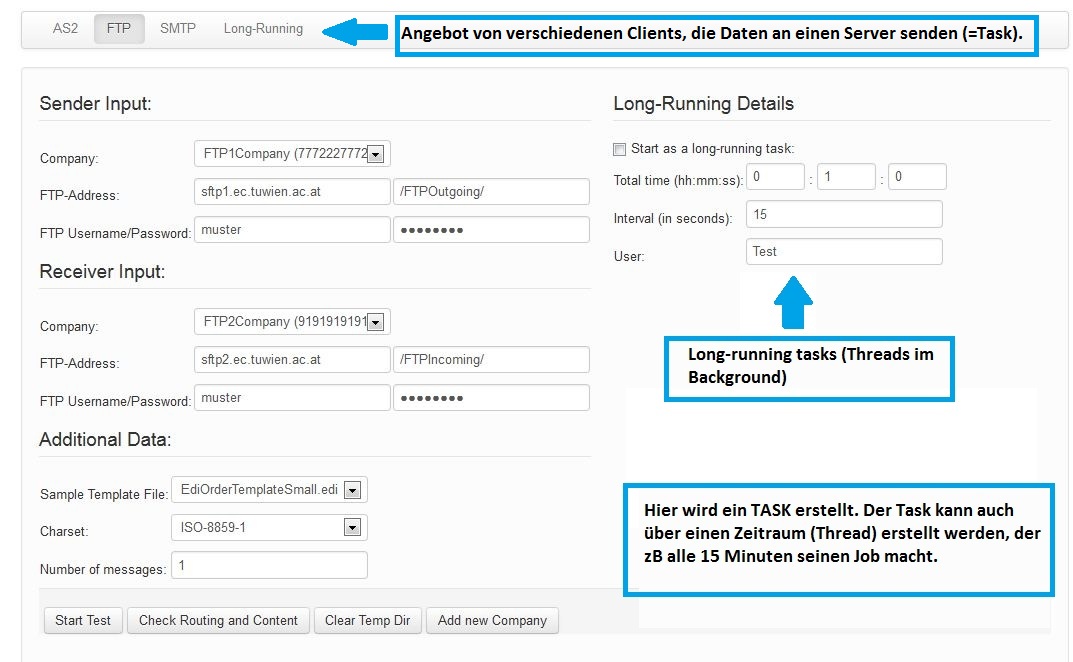 AS2 FTP SMTP Long-Running
Angebot von verschiedenen Clients, die Daten an einen Server senden (=Task).
Sender Input:
Company: FTP1Company (7772227772
FTP-Address: sftp1.ec.tuwien.ac.at /FTPOutgoing/
FTP Username/Password: muster ••••••••
Receiver Input:
Company: FTP2Company (9191919191
FTP-Address: sftp2.ec.tuwien.ac.at /FTPIncoming/
FTP Username/Password: muster ••••••••
Additional Data:
Sample Template File: EdiOrderTemplateSmall.edi
Charset: ISO-8859-1
Number of messages: 1
Start Test Check Routing and Content Clear Temp Dir Add new Company
Long-Running Details
Start as a long-running task:
Total time (hh:mm:ss): 0 : 1 : 0
Interval (in seconds): 15
User: Test
Long-running tasks (Threads im
Background)
Hier wird ein TASK erstellt. Der Task kann auch
über einen Zeitraum (Thread) erstellt werden, der
zB alle 15 Minuten seinen Job macht.